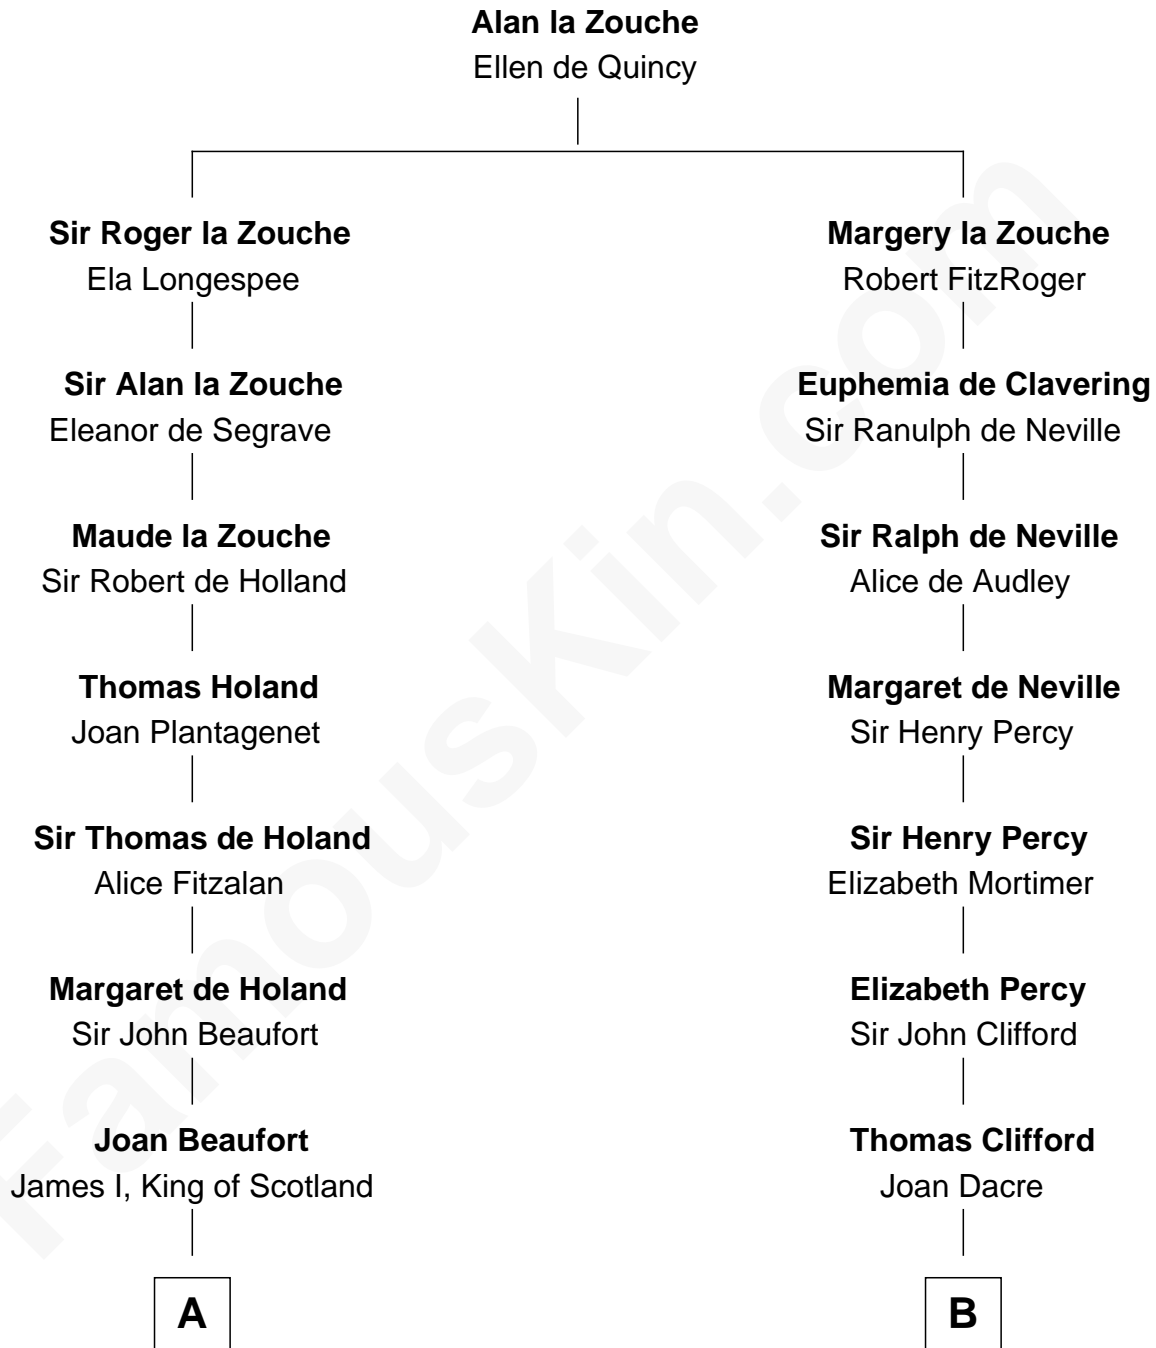 Alan la Zouche
Ellen de Quincy
Sir Roger la Zouche
Ela Longespee
Margery la Zouche
Robert FitzRoger
Sir Alan la Zouche
Eleanor de Segrave
Euphemia de Clavering
Sir Ranulph de Neville
Maude la Zouche
Sir Robert de Holland
Sir Ralph de Neville
Alice de Audley
Thomas Holand
Joan Plantagenet
Margaret de Neville
Sir Henry Percy
Sir Thomas de Holand
Alice Fitzalan
Sir Henry Percy
Elizabeth Mortimer
Margaret de Holand
Sir John Beaufort
Elizabeth Percy
Sir John Clifford
Joan Beaufort
James I, King of Scotland
Thomas Clifford
Joan Dacre
A
B
FamousKin.com